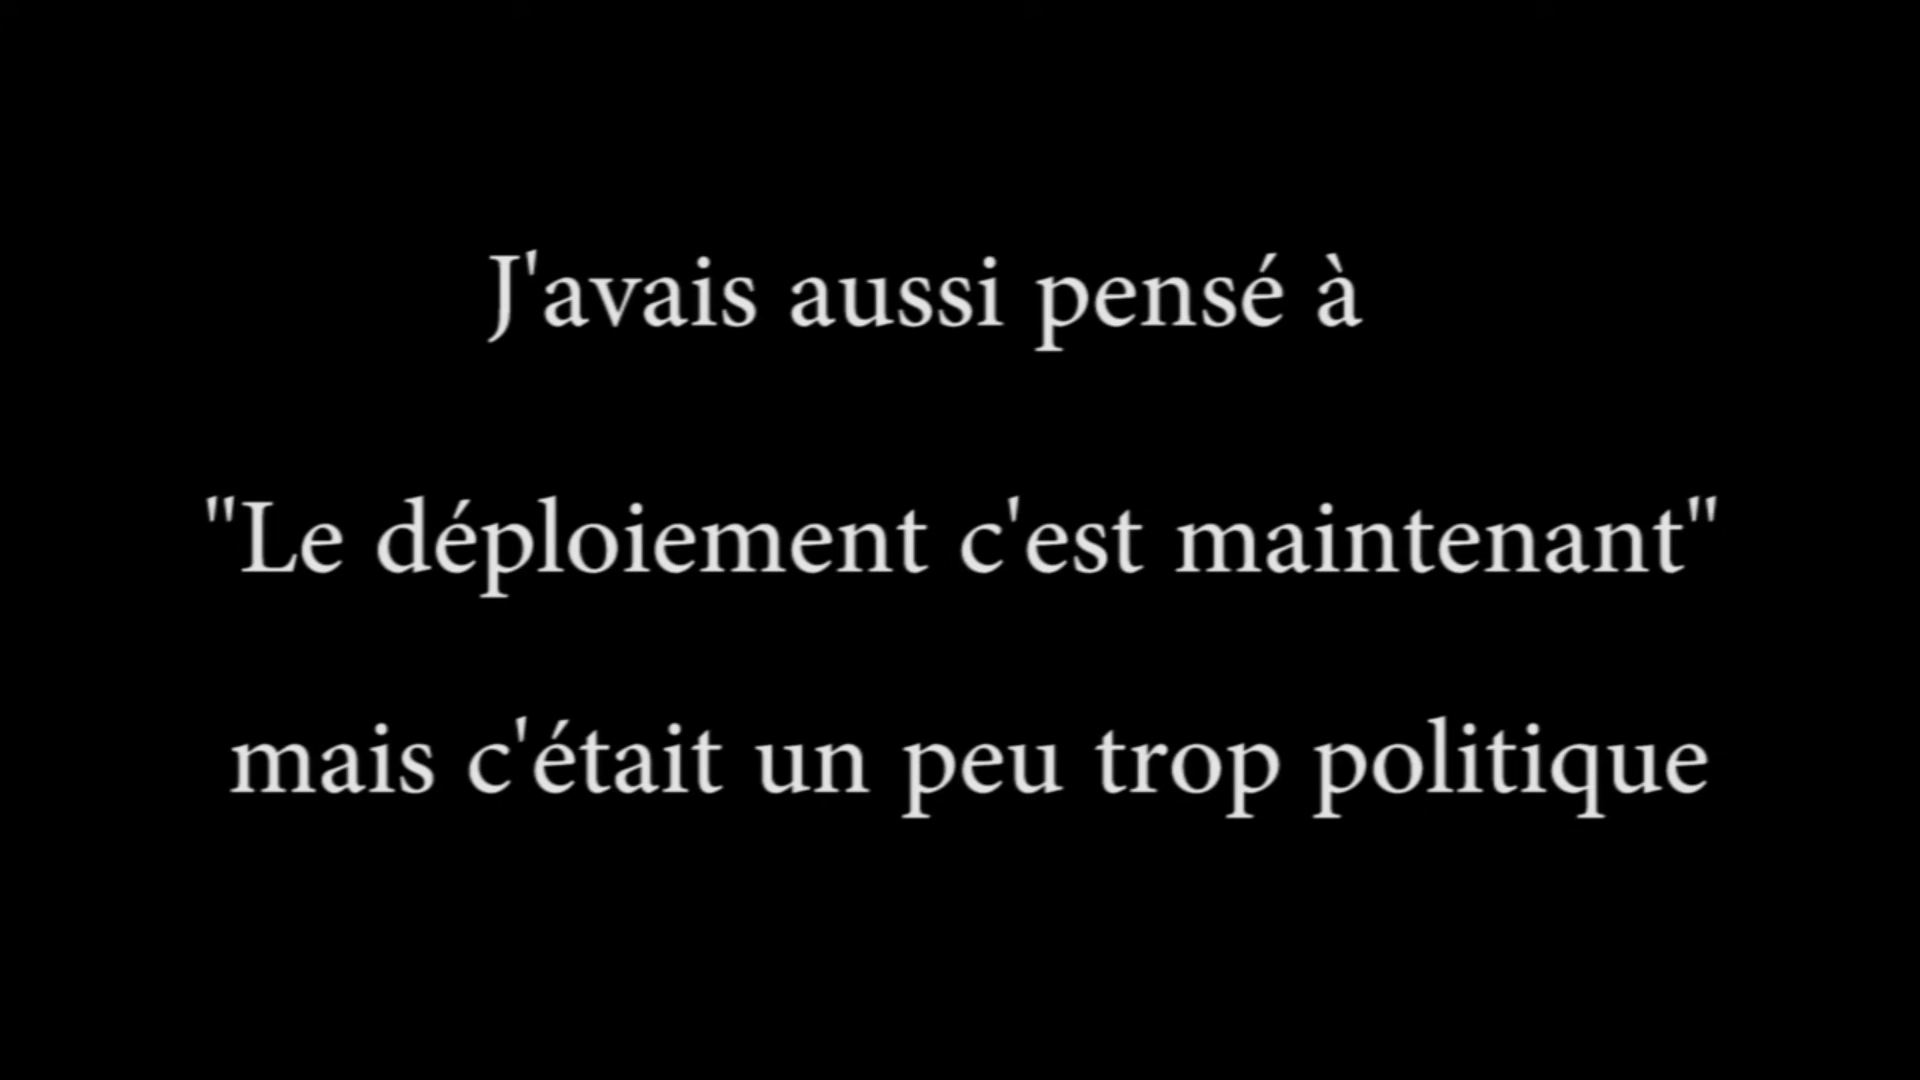 J'avais aussi pensé à
"Le déploiement c'est maintenant"
mais c'était un peu trop politique